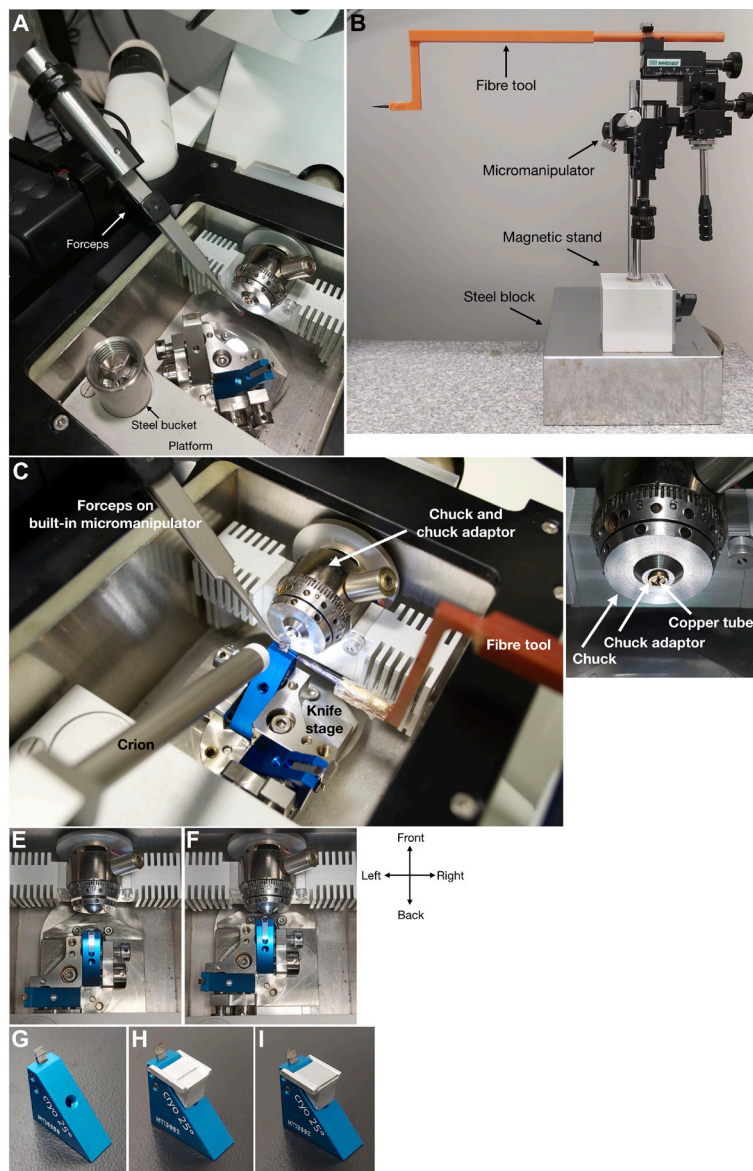 A
Forceps
Steel bucket
Platform
B
Fibre tool
Micromanipulator
Magnetic stand
Steel block
C
Forceps on
built-in micromanipulator
Chuck and
chuck adaptor
Fibre tool
Knife
stage
Crion
Copper tube
Chuck adaptor
Chuck
E
F
Front
Left
Right
Back
G
cryo 25°
H
cryo 25°
I
cryo 25°